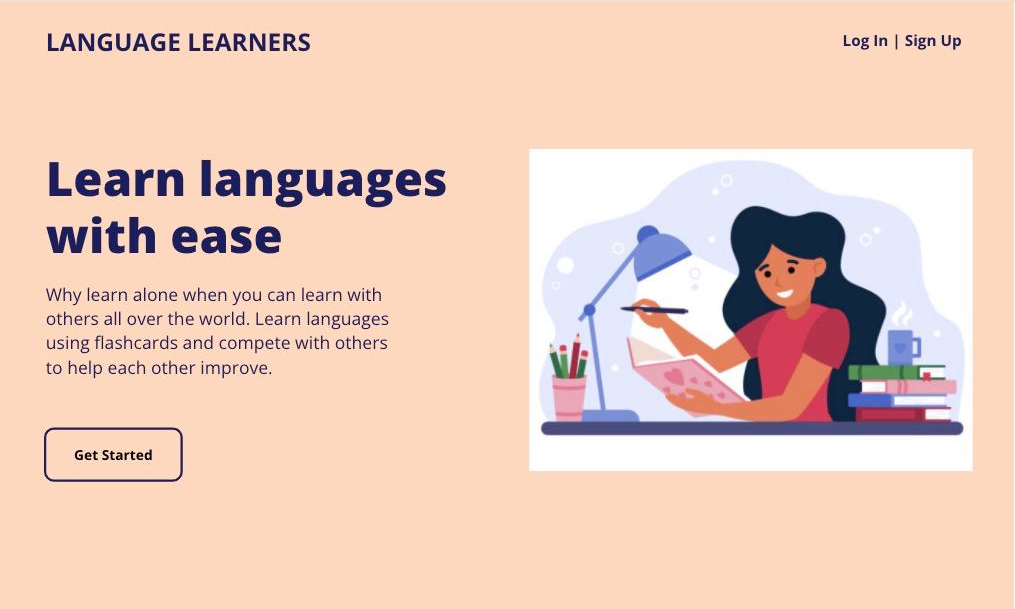 LANGUAGE LEARNERS
Log In | Sign Up
Learn languages
with ease
Why learn alone when you can learn with
others all over the world. Learn languages
using flashcards and compete with others
to help each other improve.
Get Started